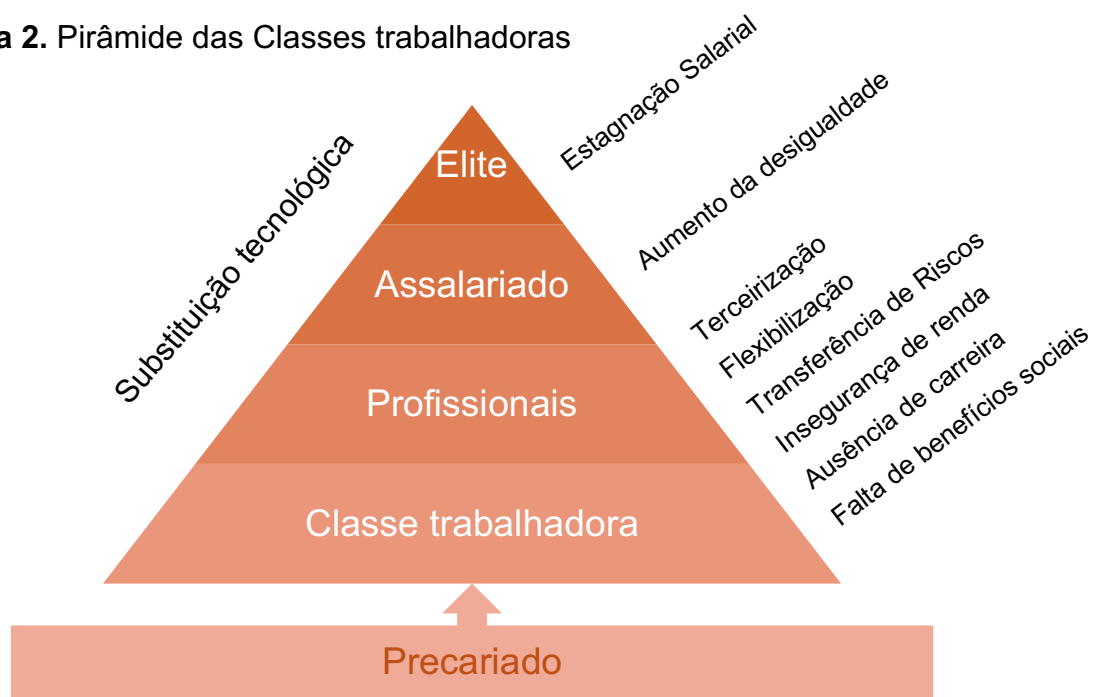 a 2. Pirâmide das Classes trabalhadoras
Substituição tecnológica
Elite
Assalariado
Profissionais
Classe trabalhadora
Precariado
Estagnação Salarial
Aumento da desigualdade
Terceirização
Flexibilização
Transferência de Riscos
Insegurança de renda
Ausência de carreira
Falta de benefícios sociais